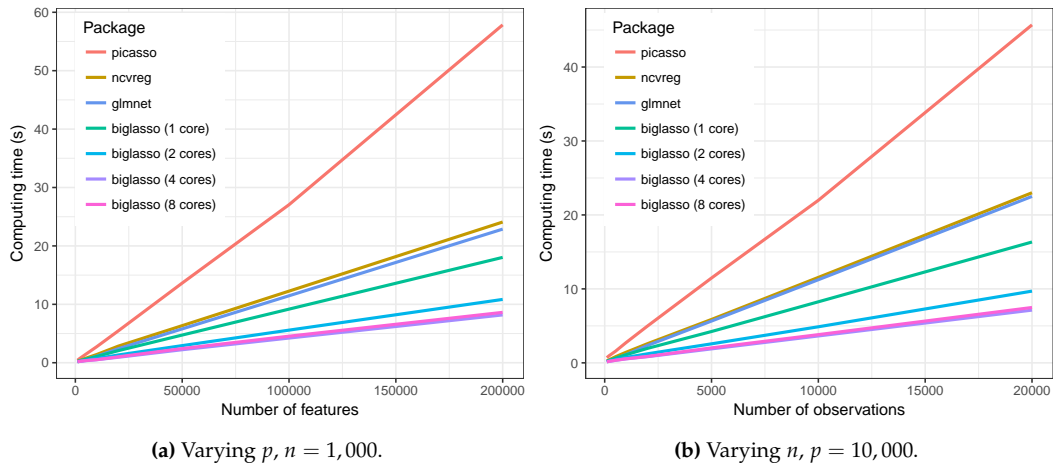 Package
picasso
ncvreg
glmnet
biglasso (1 core)
biglasso (2 cores)
biglasso (4 cores)
biglasso (8 cores)
60
50
40
30
20
10
0
Computing time (s)
0 50000 100000 150000 200000
Number of features
(a) Varying p, n = 1,000.
Package
picasso
ncvreg
glmnet
biglasso (1 core)
biglasso (2 cores)
biglasso (4 cores)
biglasso (8 cores)
40
30
20
10
0
Computing time (s)
0 5000 10000 15000 20000
Number of observations
(b) Varying n, p = 10,000.